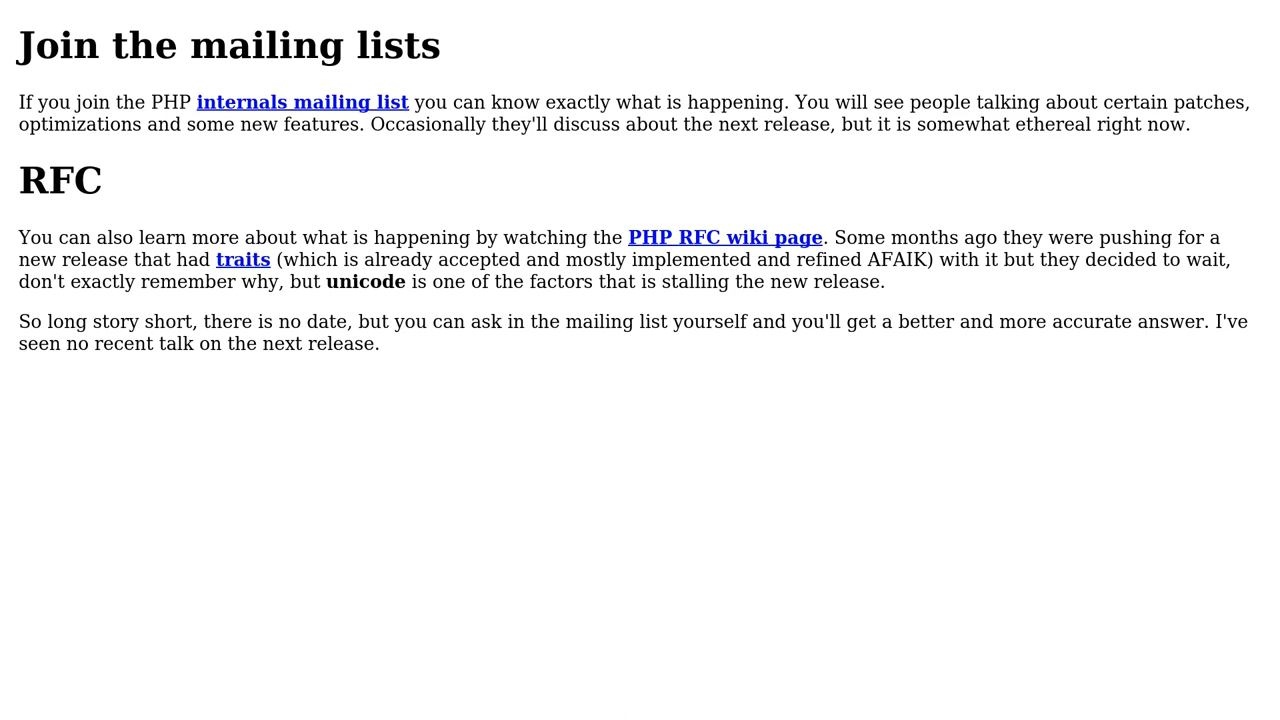 Join the mailing lists
If you join the PHP internals mailing list you can know exactly what is happening. You will see people talking about certain patches,
optimizations and some new features. Occasionally they'll discuss about the next release, but it is somewhat ethereal right now.
RFC
You can also learn more about what is happening by watching the PHP RFC wiki page. Some months ago they were pushing for a
new release that had traits (which is already accepted and mostly implemented and refined AFAIK) with it but they decided to wait,
don't exactly remember why, but unicode is one of the factors that is stalling the new release.
So long story short, there is no date, but you can ask in the mailing list yourself and you'll get a better and more accurate answer. I've
seen no recent talk on the next release.